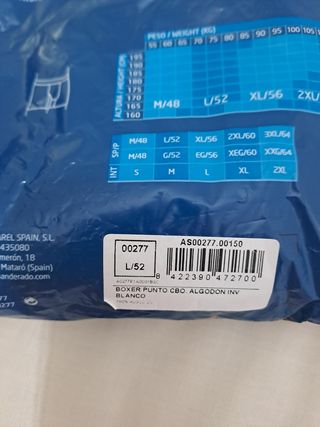 PESO / WEIGHT (KG)
55 60 65 70 75 80 85 90 95 100 105
ALTURA / HEIGHT (CM)
195
190
185
180
175
170
165
160
M/48 L/52 XL/56 2XL/
SP/P M/48 L/52 XL/56 2XL/60 3XL/64
M/48 G/52 EG/56 XEG/60 XXG/64
INT S M L XL 2XL
AREL SPAIN, S.L.
435080
merón, 1B
Mataró (Spain)
anderado.com
00277
L/52
AS00277.00150
8 422390 472700
BOXER PUNTO CBO. ALGODON INV.
BLANCO